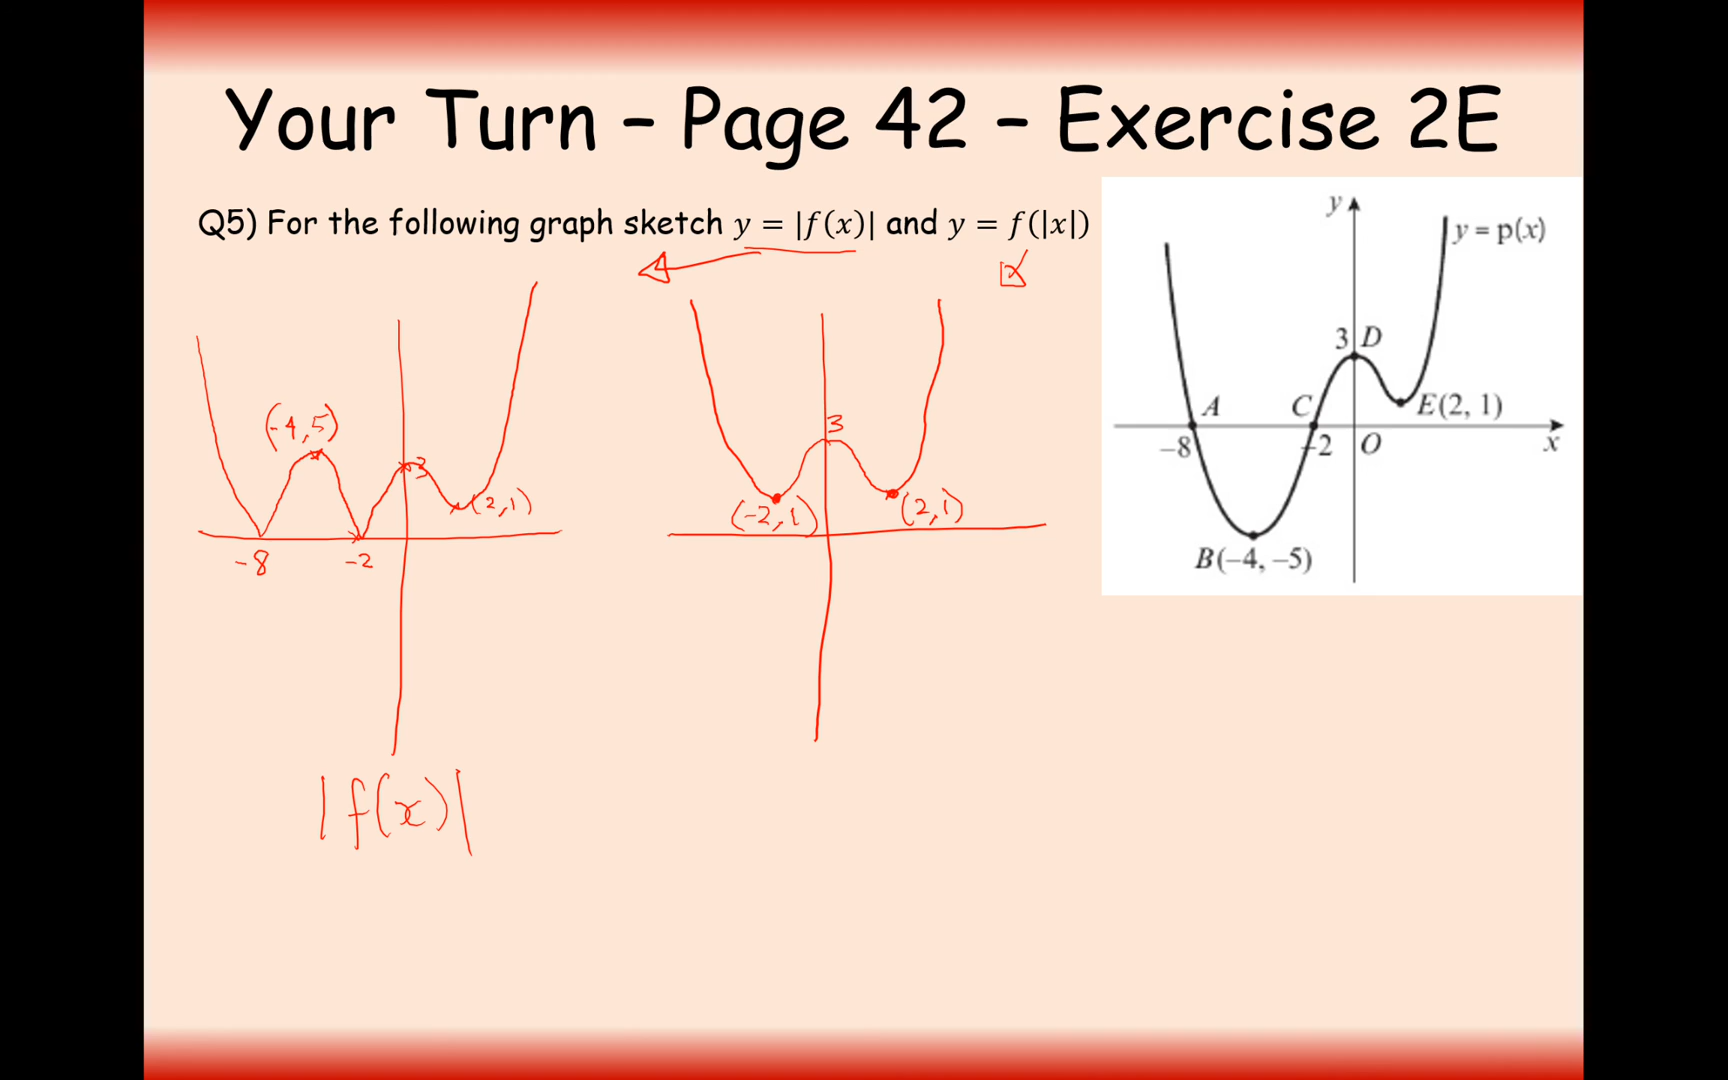 Your Turn – Page 42 – Exercise 2E
Q5) For the following graph sketch y = |f(x)| and y = f(|x|)
(-4,5)
3
(2,1)
-8
-2
|f(x)|
3
(-2,1)
(2,1)
y
y = p(x)
3 D
A
C
E(2, 1)
–8
–2
O
x
B(–4, –5)